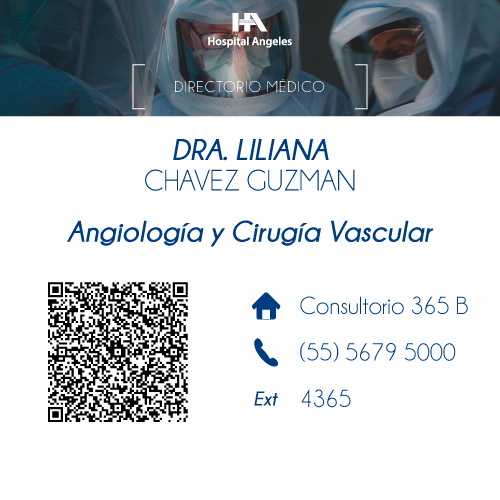 HA
Hospital Angeles
DIRECTORIO MÉDICO
DRA. LILIANA
CHAVEZ GUZMAN
Angiología y Cirugía Vascular
Consultorio 365 B
(55) 5679 5000
Ext 4365